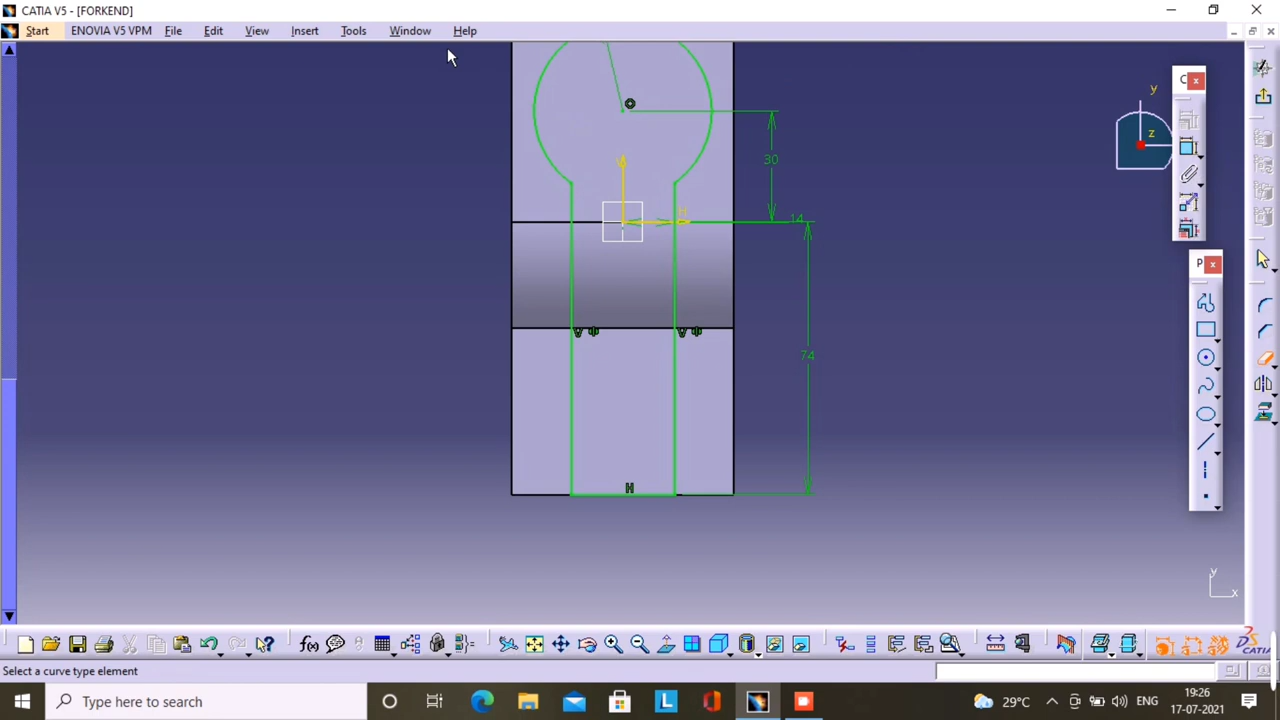 CATIA V5 - [FORKEND]
Start ENOVIA V5 VPM File Edit View Insert Tools Window Help
C
y
z
30
14
H
P
74
V V
H
y
x
f(x)
CATIA
Select a curve type element
Type here to search
L
29°C ENG
19:26
17-07-2021